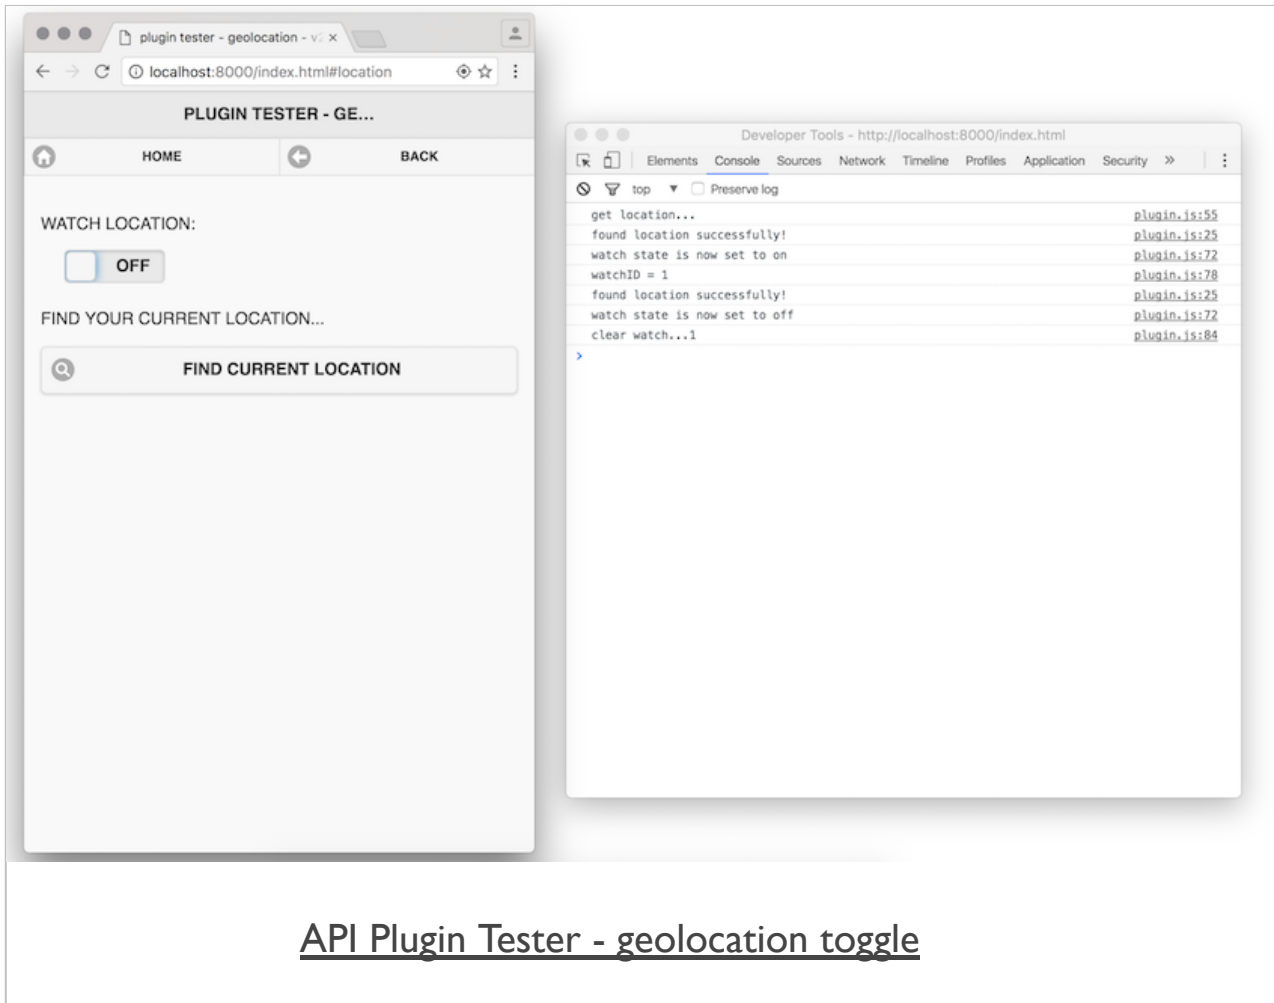 plugin tester - geolocation - v2
localhost:8000/index.html#location
PLUGIN TESTER - GE...
HOME
BACK
WATCH LOCATION:
OFF
FIND YOUR CURRENT LOCATION...
FIND CURRENT LOCATION
Developer Tools - http://localhost:8000/index.html
Elements Console Sources Network Timeline Profiles Application Security »
top ▼ Preserve log
get location... plugin.js:55
found location successfully! plugin.js:25
watch state is now set to on plugin.js:72
watchID = 1 plugin.js:78
found location successfully! plugin.js:25
watch state is now set to off plugin.js:72
clear watch...1 plugin.js:84
API Plugin Tester - geolocation toggle